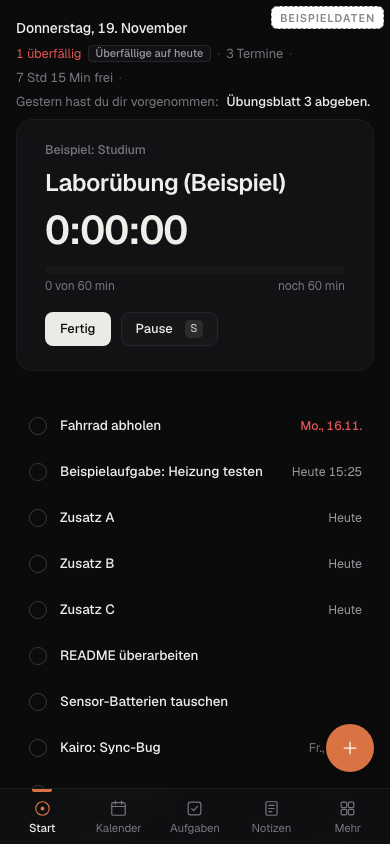 BEISPIELDATEN
Donnerstag, 19. November
1 überfällig Überfällige auf heute · 3 Termine ·
7 Std 15 Min frei ·
Gestern hast du dir vorgenommen: Übungsblatt 3 abgeben.
Beispiel: Studium
Laborübung (Beispiel)
0:00:00
0 von 60 min noch 60 min
Fertig Pause S
Fahrrad abholen Mo., 16.11.
Beispielaufgabe: Heizung testen Heute 15:25
Zusatz A Heute
Zusatz B Heute
Zusatz C Heute
README überarbeiten
Sensor-Batterien tauschen
Kairo: Sync-Bug Fr.,
Start Kalender Aufgaben Notizen Mehr